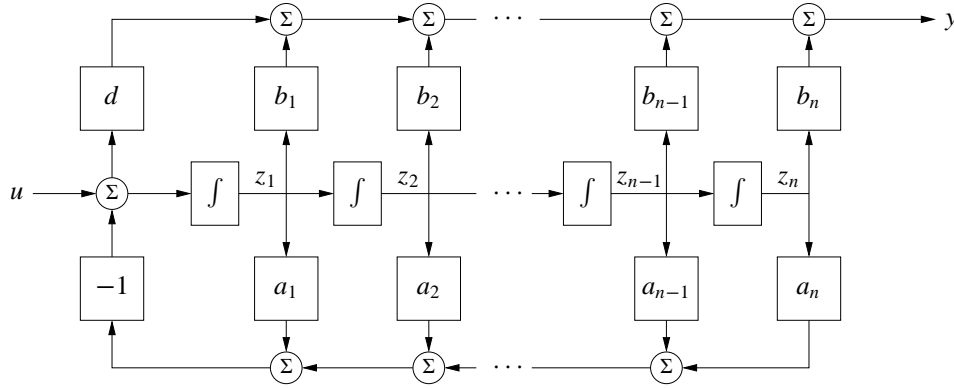 Σ Σ ··· Σ Σ y
d b₁ b₂ bₙ₋₁ bₙ
u Σ ∫ z₁ ∫ z₂ ··· ∫ zₙ₋₁ ∫ zₙ
−1 a₁ a₂ aₙ₋₁ aₙ
Σ Σ ··· Σ